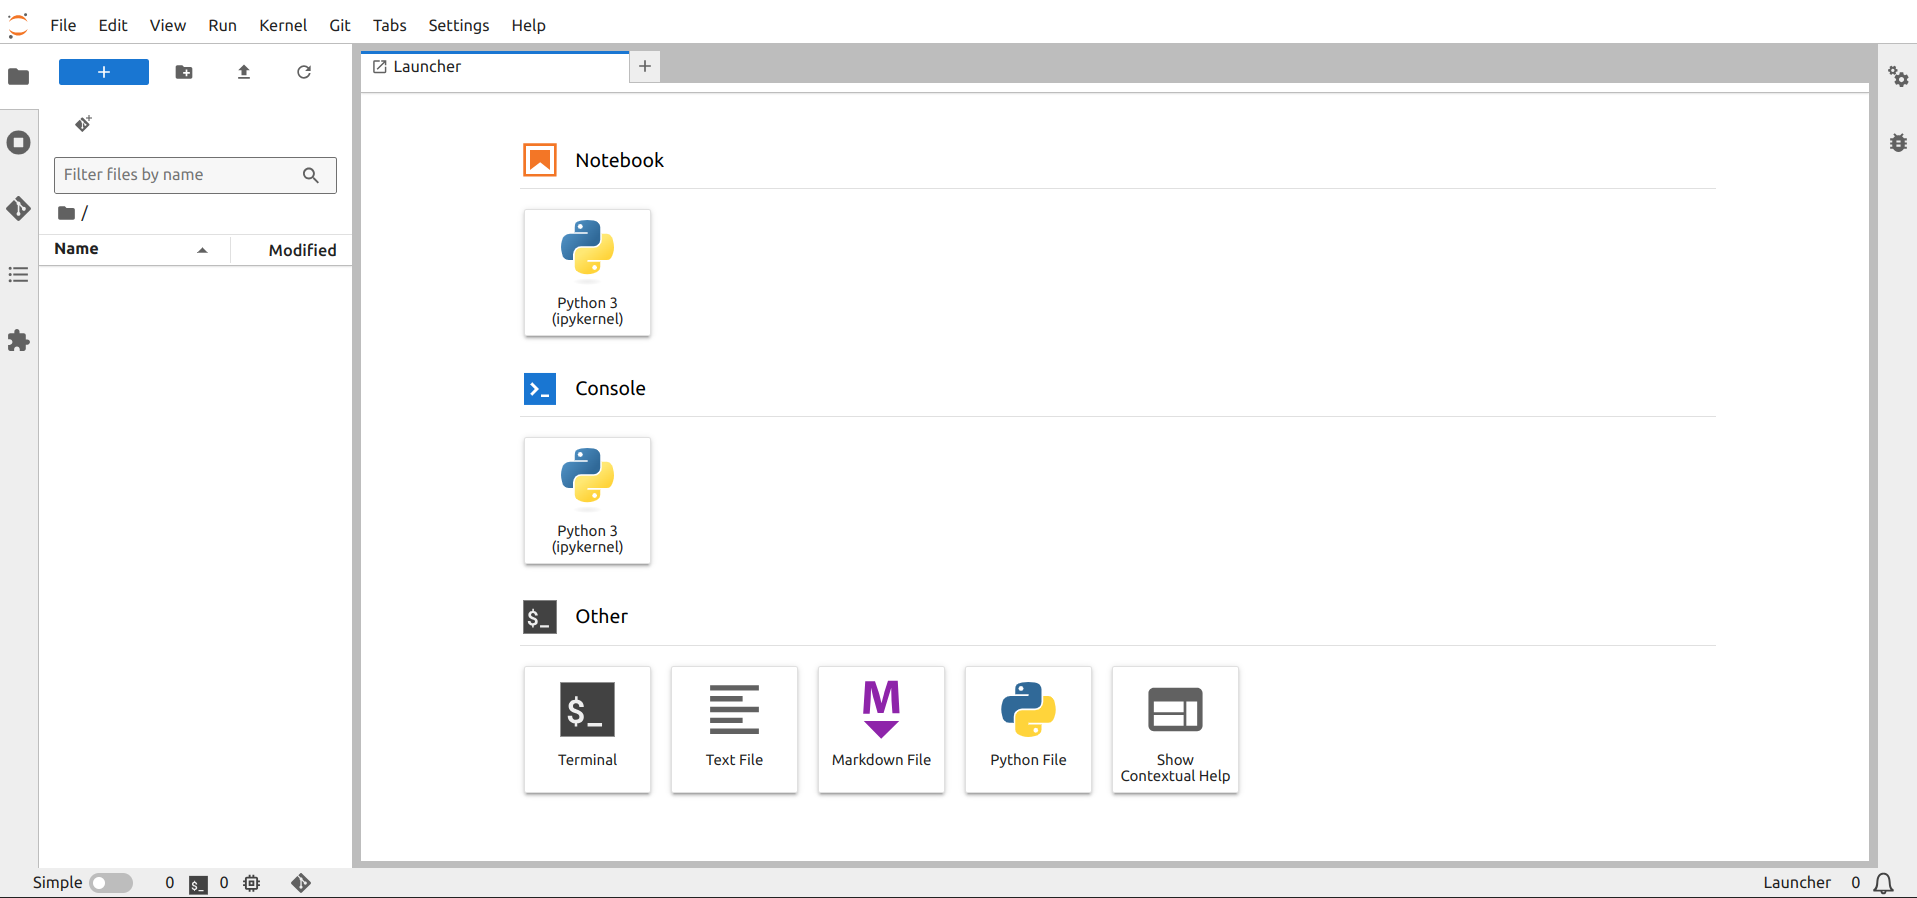 File Edit View Run Kernel Git Tabs Settings Help
Launcher
Filter files by name
/
Name Modified
Notebook
Python 3
(ipykernel)
Console
Python 3
(ipykernel)
$_ Other
$_
Terminal
Text File
M
Markdown File
Python File
Show
Contextual Help
Simple 0 $_ 0 Launcher 0